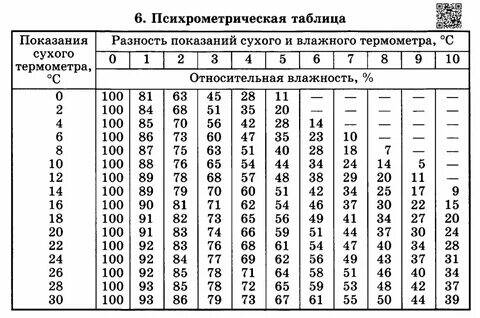 6. Психрометрическая таблица
Показания сухого термометра, °С
Разность показаний сухого и влажного термометра, °С
0 1 2 3 4 5 6 7 8 9 10
Относительная влажность, %
0 100 81 63 45 28 11 — — — — —
2 100 84 68 51 35 20 — — — — —
4 100 85 70 56 42 28 14 — — — —
6 100 86 73 60 47 35 23 10 — — —
8 100 87 75 63 51 40 28 18 7 — —
10 100 88 76 65 54 44 34 24 14 5 —
12 100 89 78 68 57 48 38 29 20 11 —
14 100 89 79 70 60 51 42 34 25 17 9
16 100 90 81 71 62 54 46 37 30 22 15
18 100 91 82 73 65 56 49 41 34 27 20
20 100 91 83 74 66 59 51 44 37 30 24
22 100 92 83 76 68 61 54 47 40 34 28
24 100 92 84 77 69 62 56 49 43 37 31
26 100 92 85 78 71 64 58 51 46 40 34
28 100 93 85 78 72 65 59 53 48 42 37
30 100 93 86 79 73 67 61 55 50 44 39